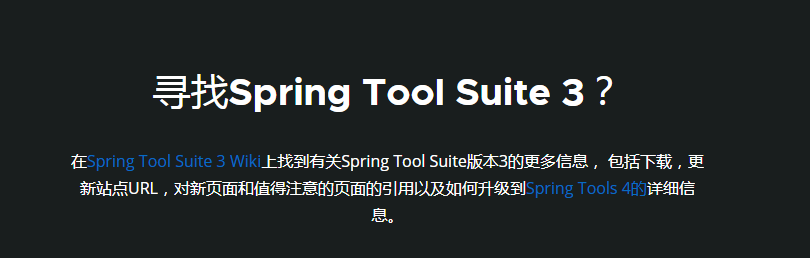 寻找Spring Tool Suite 3？
在Spring Tool Suite 3 Wiki上找到有关Spring Tool Suite版本3的更多信息， 包括下载，更
新站点URL，对新页面和值得注意的页面的引用以及如何升级到Spring Tools 4的详细信
息。